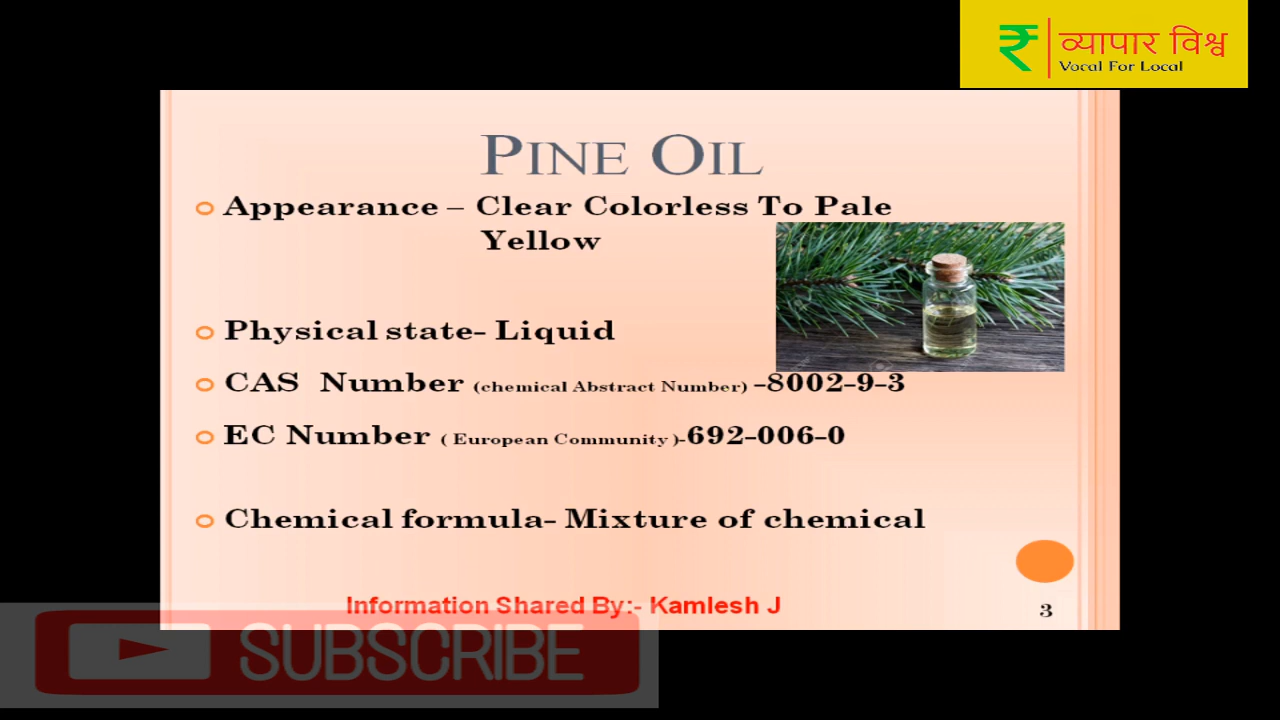 ₹ व्यापार विश्व
Vocal For Local
PINE OIL
Appearance – Clear Colorless To Pale
Yellow
Physical state- Liquid
CAS Number (chemical Abstract Number) -8002-9-3
EC Number ( European Community )-692-006-0
Chemical formula- Mixture of chemical
Information Shared By:- Kamlesh J
3
SUBSCRIBE